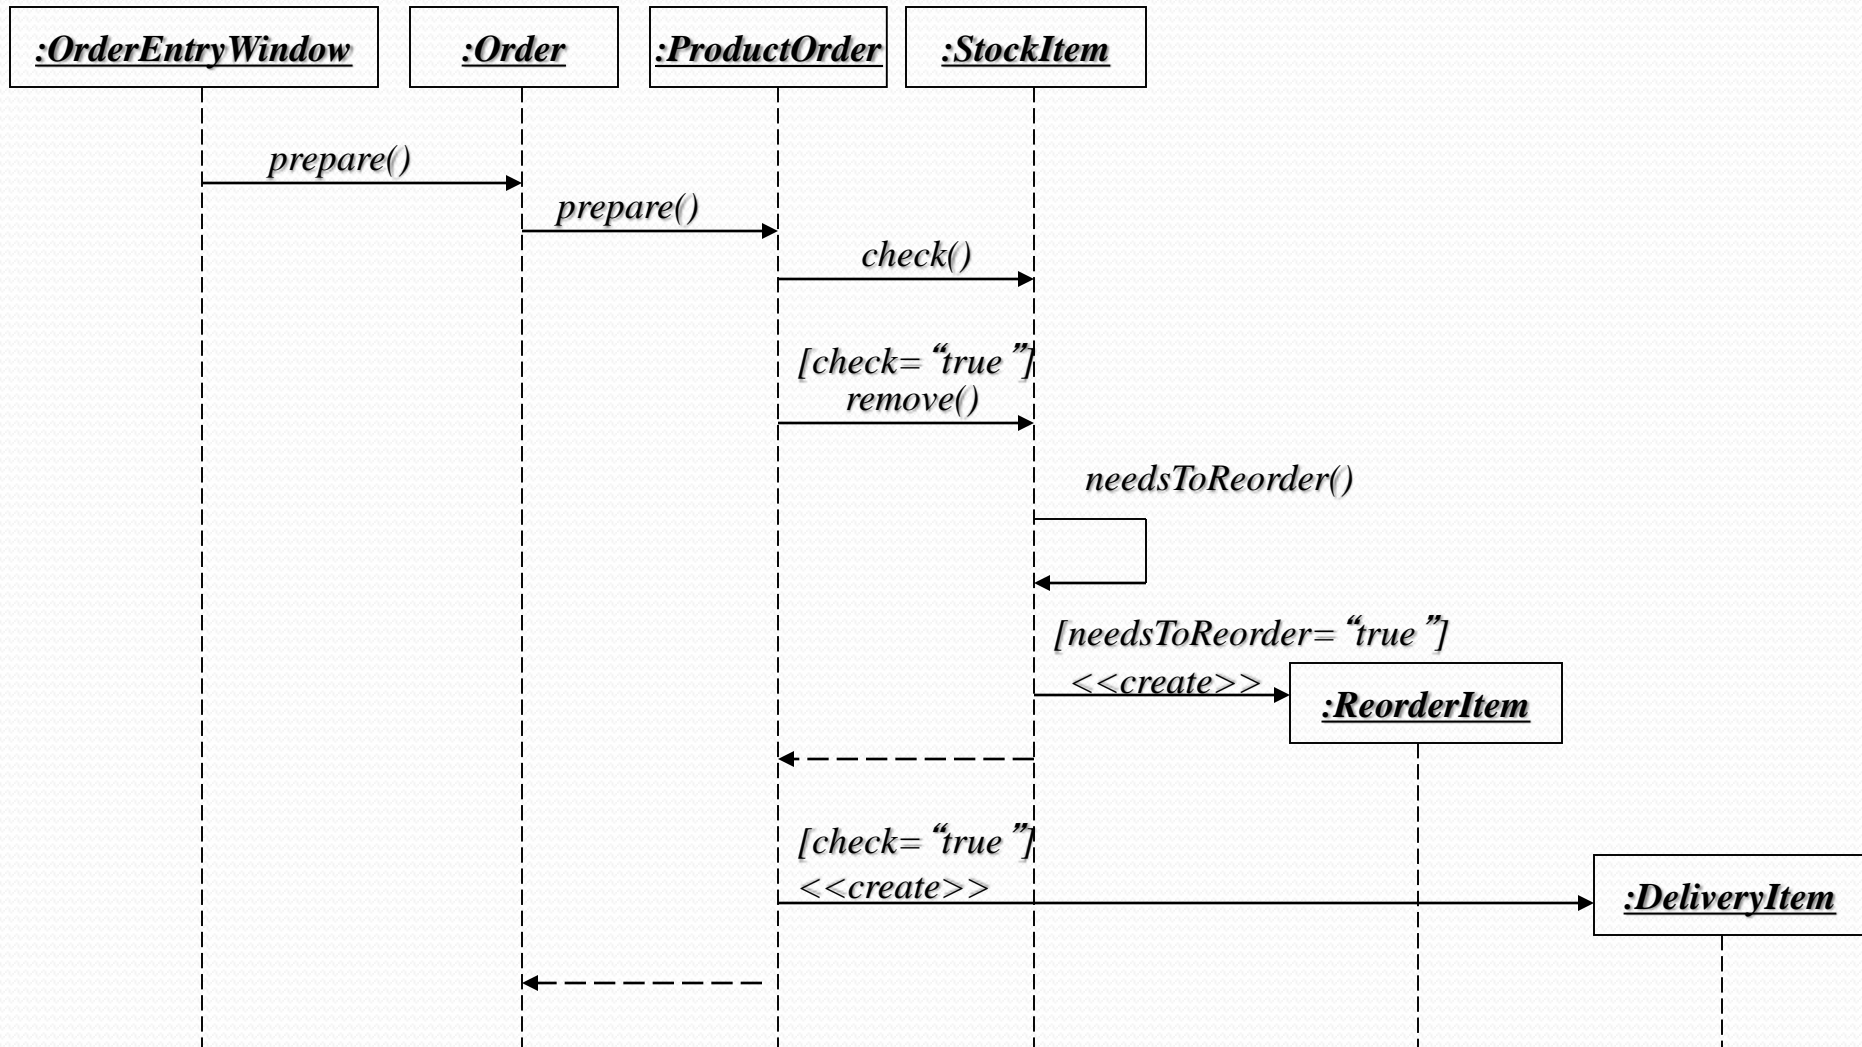 :OrderEntryWindow
:Order
:ProductOrder
:StockItem
prepare()
prepare()
check()
[check=“true”]
remove()
needsToReorder()
[needsToReorder=“true”]
<<create>>
:ReorderItem
[check=“true”]
<<create>>
:DeliveryItem